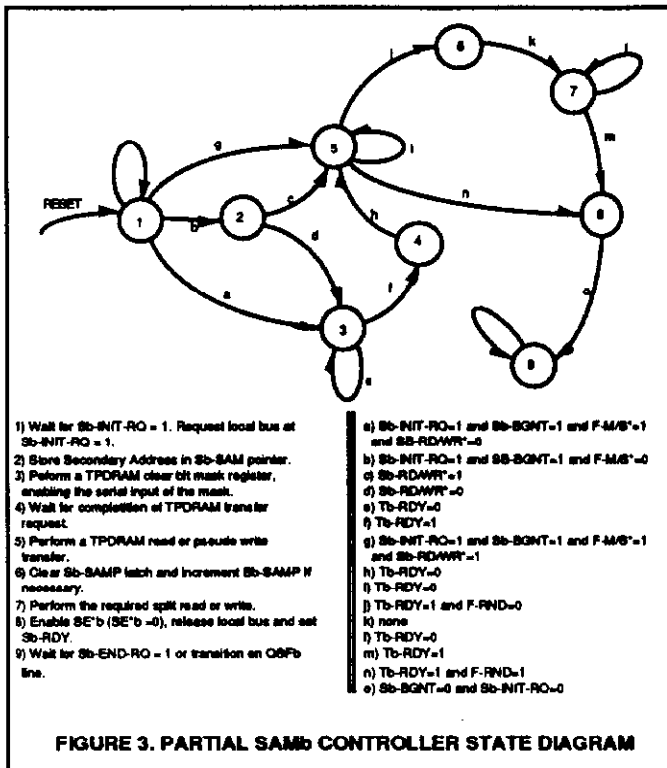 j
6
k
l
7
g
5
i
m
RESET
c
n
1
b
2
h
4
8
d
a
f
o
3
9
e
1) Wait for Sb-INIT-RQ = 1. Request local bus at
Sb-INIT-RQ = 1.
2) Store Secondary Address in Sb-SAM pointer.
3) Peform a TPDRAM clear bit mask register,
enabling the serial input of the mask.
4) Wait for completition of TPDRAM transfer
request.
5) Perform a TPDRAM read or pseudo write
transfer.
6) Clear Sb-SAMP latch and increment Sb-SAMP if
necessary.
7) Perform the required split read or write.
8) Enable SE*b (SE*b =0), release local bus and set
Sb-RDY.
9) Wait for Sb-END-RQ = 1 or transition on QSFb
line.
a) Sb-INIT-RQ=1 and Sb-BGNT=1 and F-M/S*=1
and SB-RD/WR*=0
b) Sb-INIT-RQ=1 and SB-BGNT=1 and F-M/S*=0
c) Sb-RD/WR*=1
d) Sb-RD/WR*=0
e) Tb-RDY=0
f) Tb-RDY=1
g) Sb-INIT-RQ=1 and Sb-BGNT=1 and F-M/S*=1
and Sb-RD/WR*=1
h) Tb-RDY=0
i) Tb-RDY=0
j) Tb-RDY=1 and F-RND=0
k) none
l) Tb-RDY=0
m) Tb-RDY=1
n) Tb-RDY=1 and F-RND=1
o) Sb-BGNT=0 and Sb-INIT-RQ=0
FIGURE 3. PARTIAL SAMb CONTROLLER STATE DIAGRAM